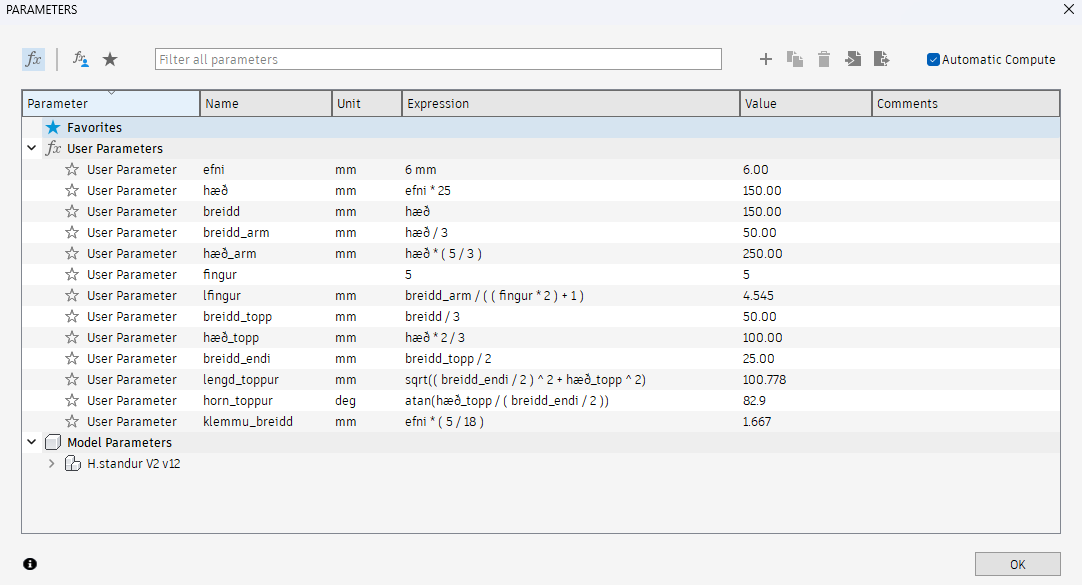 PARAMETERS
fx Filter all parameters Automatic Compute
Parameter Name Unit Expression Value Comments
Favorites
fx User Parameters
User Parameter efni mm 6 mm 6.00
User Parameter hæð mm efni * 25 150.00
User Parameter breidd mm hæð 150.00
User Parameter breidd_arm mm hæð / 3 50.00
User Parameter hæð_arm mm hæð * ( 5 / 3 ) 250.00
User Parameter fingur 5 5
User Parameter lfingur mm breidd_arm / ( ( fingur * 2 ) + 1 ) 4.545
User Parameter breidd_topp mm breidd / 3 50.00
User Parameter hæð_topp mm hæð * 2 / 3 100.00
User Parameter breidd_endi mm breidd_topp / 2 25.00
User Parameter lengd_toppur mm sqrt(( breidd_endi / 2 ) ^ 2 + hæð_topp ^ 2) 100.778
User Parameter horn_toppur deg atan(hæð_topp / ( breidd_endi / 2 )) 82.9
User Parameter klemmu_breidd mm efni * ( 5 / 18 ) 1.667
Model Parameters
H.standur V2 v12
OK